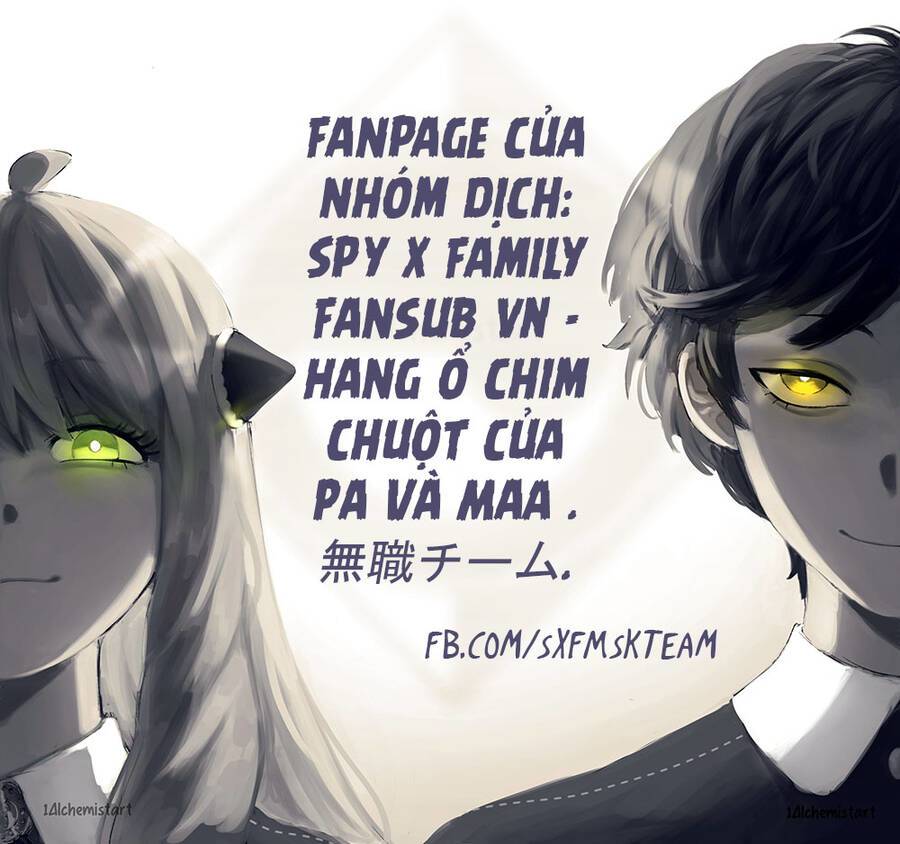 FANPAGE CỦA
NHÓM DỊCH:
SPY X FAMILY
FANSUB VN -
HANG Ổ CHIM
CHUỘT CỦA
PA VÀ MAA .
無職チーム.
FB.COM/SXFMSKTEAM
1Alchemistart
1Alchemistart